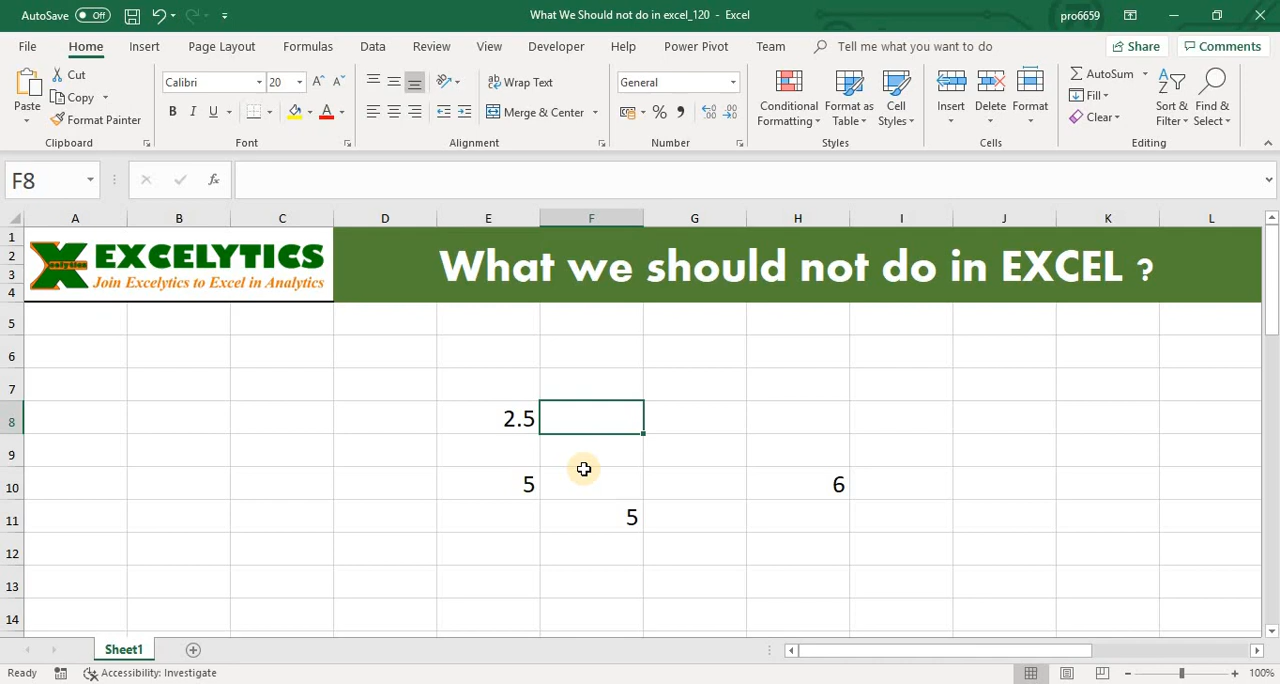 AutoSave Off What We Should not do in excel_120 - Excel pro6659
File Home Insert Page Layout Formulas Data Review View Developer Help Power Pivot Team Tell me what you want to do Share Comments
Paste Cut Copy Format Painter
Calibri 20 A^ A˅ Wrap Text General Conditional Formatting Format as Table Cell Styles Insert Delete Format AutoSum Fill Clear Sort & Filter Find & Select
B I U A Merge & Center % ,
Clipboard Font Alignment Number Styles Cells Editing
F8 fx
A B C D E F G H I J K L
1
2
3
4
EXCELYTICS
Join Excelytics to Excel in Analytics
What we should not do in EXCEL ?
5
6
7
8 2.5
9
10 5 6
11 5
12
13
14
Sheet1
Ready Accessibility: Investigate 100%